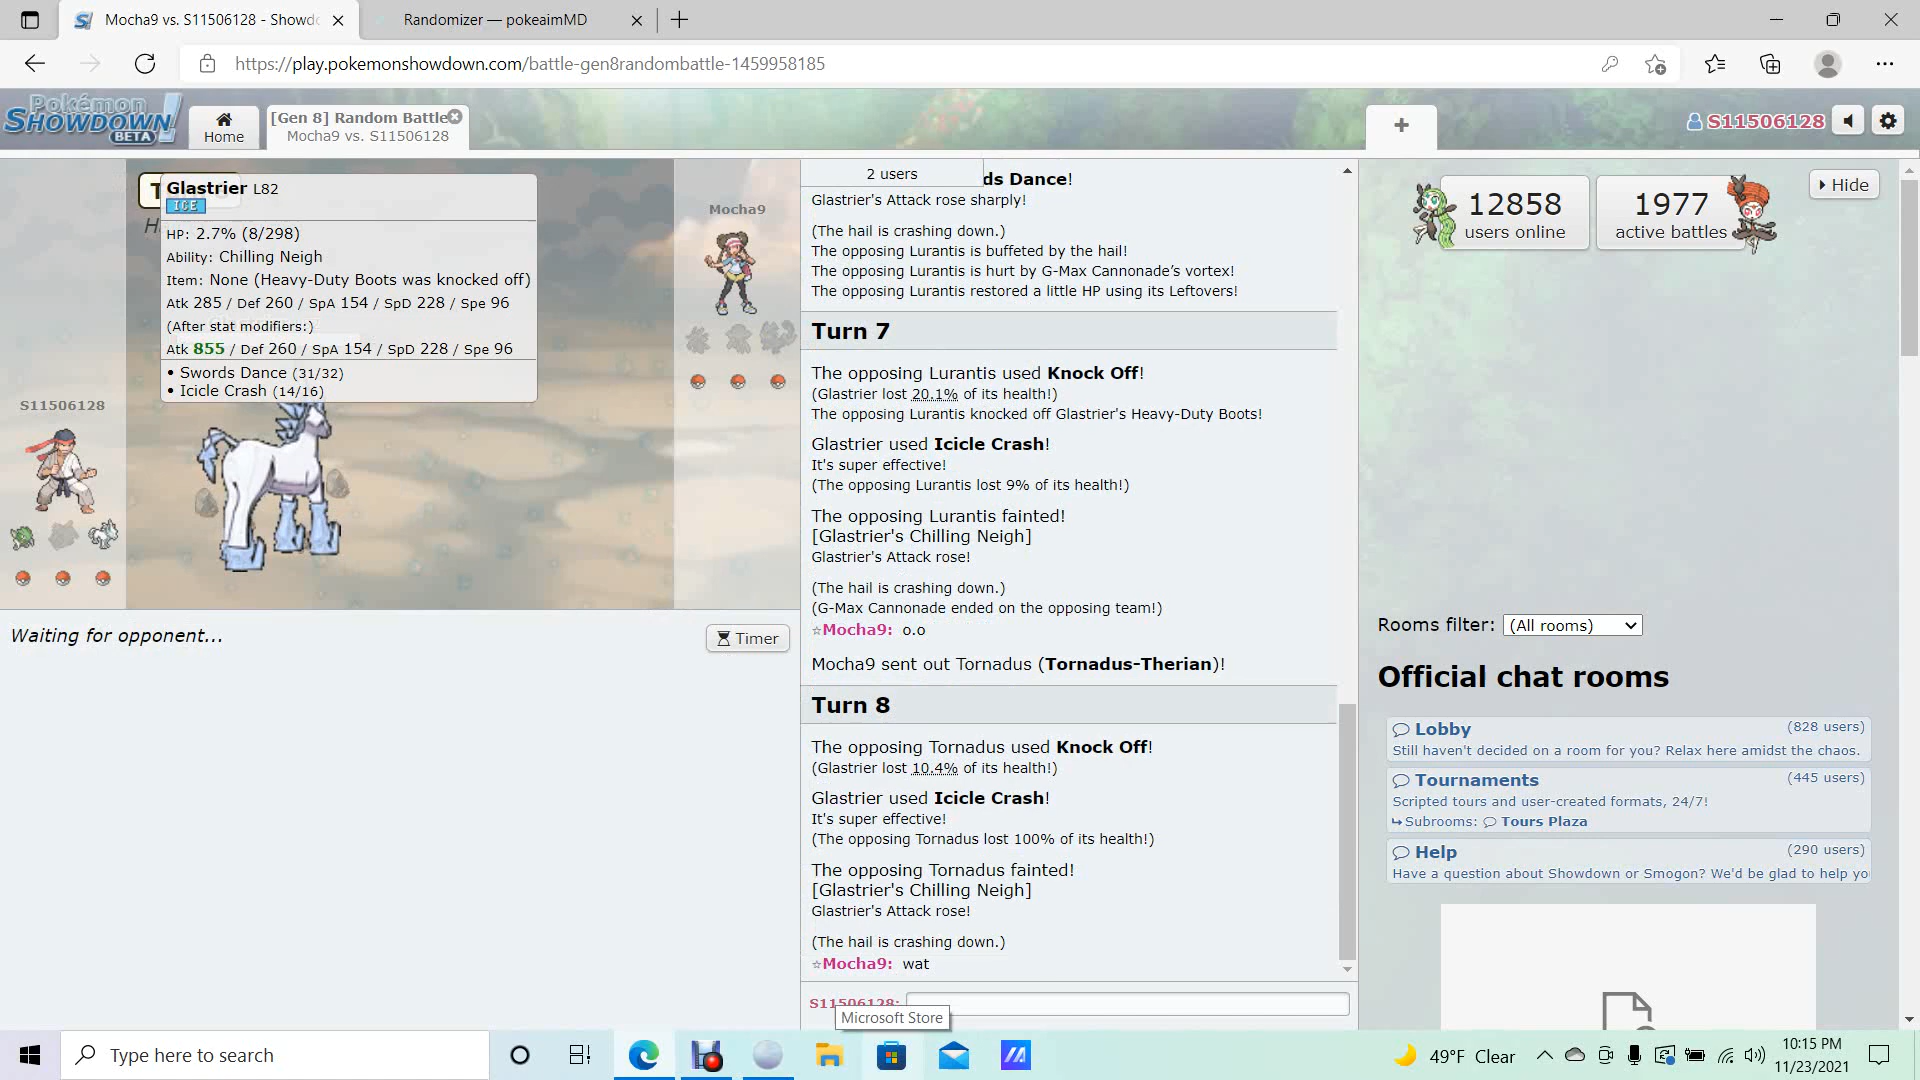 Mocha9 vs. S11506128 - Showdo
Randomizer — pokeaimMD
https://play.pokemonshowdown.com/battle-gen8randombattle-1459958185
Pokémon
SHOWDOWN!
BETA
Home
[Gen 8] Random Battle
Mocha9 vs. S11506128
+
S11506128
T
H
Glastrier L82
ICE
HP: 2.7% (8/298)
Ability: Chilling Neigh
Item: None (Heavy-Duty Boots was knocked off)
Atk 285 / Def 260 / SpA 154 / SpD 228 / Spe 96
(After stat modifiers:)
Atk 855 / Def 260 / SpA 154 / SpD 228 / Spe 96
• Swords Dance (31/32)
• Icicle Crash (14/16)
Mocha9
S11506128
Waiting for opponent...
Timer
2 users
ds Dance!
Glastrier's Attack rose sharply!
(The hail is crashing down.)
The opposing Lurantis is buffeted by the hail!
The opposing Lurantis is hurt by G-Max Cannonade's vortex!
The opposing Lurantis restored a little HP using its Leftovers!
Turn 7
The opposing Lurantis used Knock Off!
(Glastrier lost 20.1% of its health!)
The opposing Lurantis knocked off Glastrier's Heavy-Duty Boots!
Glastrier used Icicle Crash!
It's super effective!
(The opposing Lurantis lost 9% of its health!)
The opposing Lurantis fainted!
[Glastrier's Chilling Neigh]
Glastrier's Attack rose!
(The hail is crashing down.)
(G-Max Cannonade ended on the opposing team!)
☆Mocha9: o.o
Mocha9 sent out Tornadus (Tornadus-Therian)!
Turn 8
The opposing Tornadus used Knock Off!
(Glastrier lost 10.4% of its health!)
Glastrier used Icicle Crash!
It's super effective!
(The opposing Tornadus lost 100% of its health!)
The opposing Tornadus fainted!
[Glastrier's Chilling Neigh]
Glastrier's Attack rose!
(The hail is crashing down.)
☆Mocha9: wat
S11506128:
Microsoft Store
12858
users online
1977
active battles
Hide
Rooms filter: (All rooms)
Official chat rooms
Lobby (828 users)
Still haven't decided on a room for you? Relax here amidst the chaos.
Tournaments (445 users)
Scripted tours and user-created formats, 24/7!
↳Subrooms: Tours Plaza
Help (290 users)
Have a question about Showdown or Smogon? We'd be glad to help yo
Type here to search
49°F Clear
10:15 PM
11/23/2021